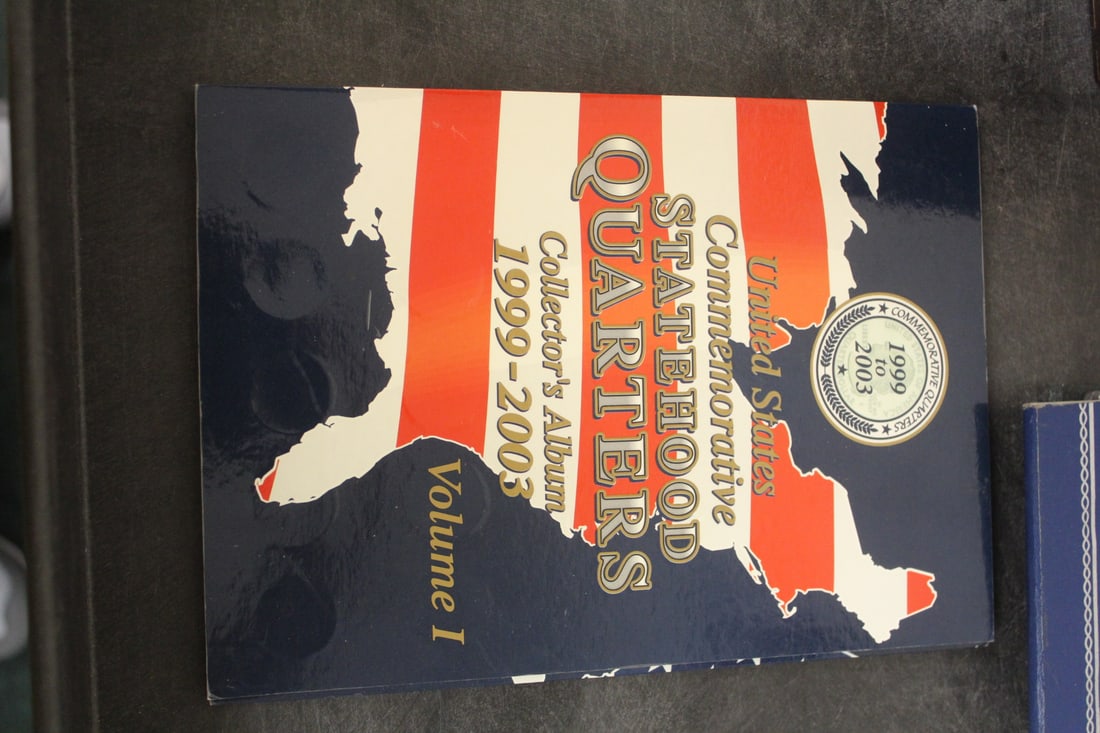 COMMEMORATIVE QUARTERS
1999
to
2003
United States
Commemorative
STATEHOOD
QUARTERS
Collector's Album
1999-2003
Volume I